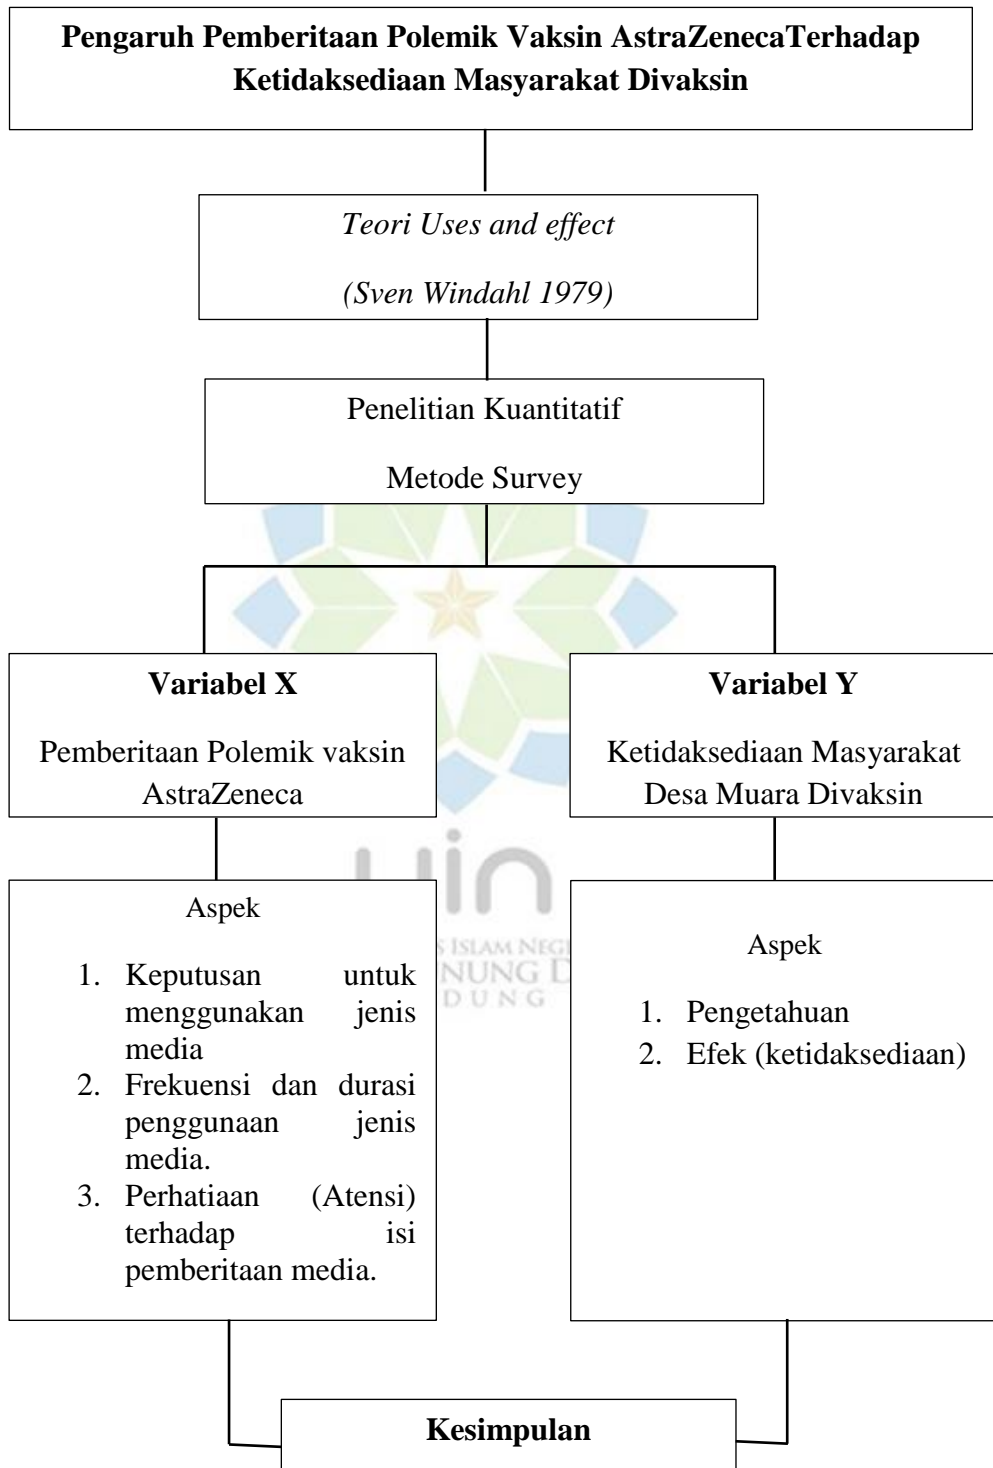 Pengaruh Pemberitaan Polemik Vaksin AstraZenecaTerhadap
Ketidaksediaan Masyarakat Divaksin
Teori Uses and effect
(Sven Windahl 1979)
Penelitian Kuantitatif
Metode Survey
Variabel X
Pemberitaan Polemik vaksin
AstraZeneca
Variabel Y
Ketidaksediaan Masyarakat
Desa Muara Divaksin
Aspek
1. Keputusan untuk
menggunakan jenis
media
2. Frekuensi dan durasi
penggunaan jenis
media.
3. Perhatiaan (Atensi)
terhadap isi
pemberitaan media.
Aspek
1. Pengetahuan
2. Efek (ketidaksediaan)
uin
ISLAM
Kesimpulan